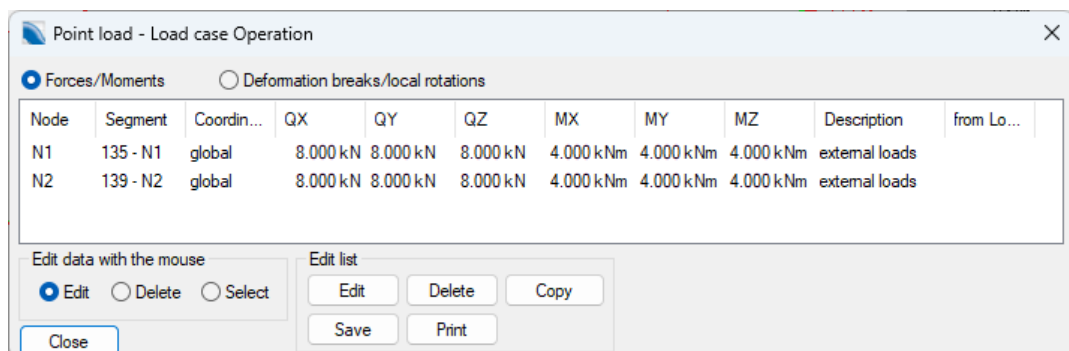 Point load - Load case Operation
Forces/Moments Deformation breaks/local rotations
Node Segment Coordin... QX QY QZ MX MY MZ Description from Lo...
N1 135 - N1 global 8.000 kN 8.000 kN 8.000 kN 4.000 kNm 4.000 kNm 4.000 kNm external loads
N2 139 - N2 global 8.000 kN 8.000 kN 8.000 kN 4.000 kNm 4.000 kNm 4.000 kNm external loads
Edit data with the mouse Edit list
Edit Delete Select Edit Delete Copy
Save Print
Close